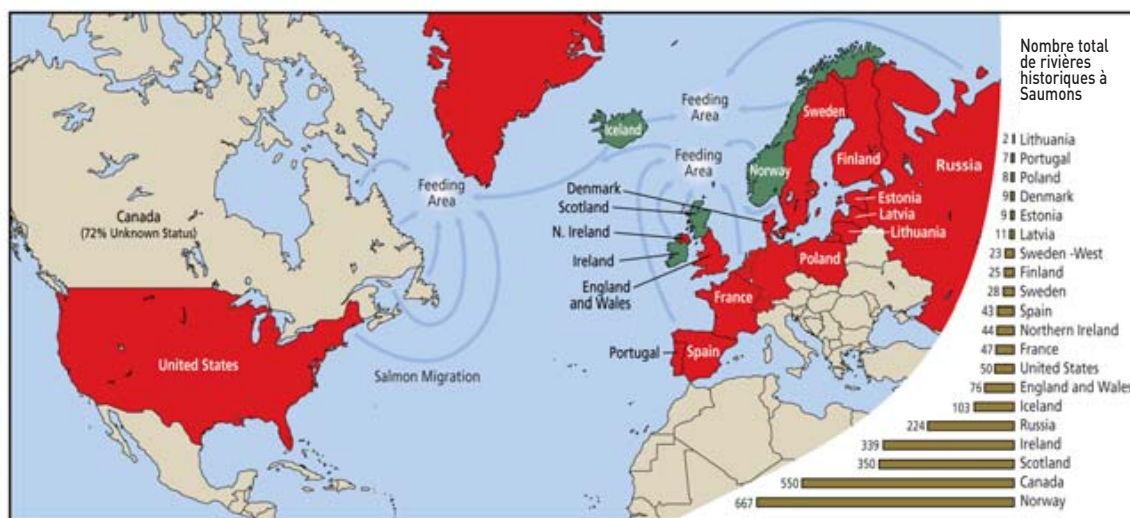 Canada
(72% Unknown Status)
United States
Feeding
Area
Salmon Migration
Iceland
Feeding
Area
Feeding
Area
Norway
Sweden
Finland
Russia
Denmark
Scotland
N. Ireland
Ireland
England
and Wales
Estonia
Latvia
Lithuania
Poland
France
Portugal
Spain
Nombre total
de rivières
historiques à
Saumons
2 Lithuania
7 Portugal
8 Poland
9 Denmark
9 Estonia
11 Latvia
23 Sweden -West
25 Finland
28 Sweden
43 Spain
44 Northern Ireland
47 France
50 United States
76 England and Wales
103 Iceland
224 Russia
339 Ireland
350 Scotland
550 Canada
667 Norway